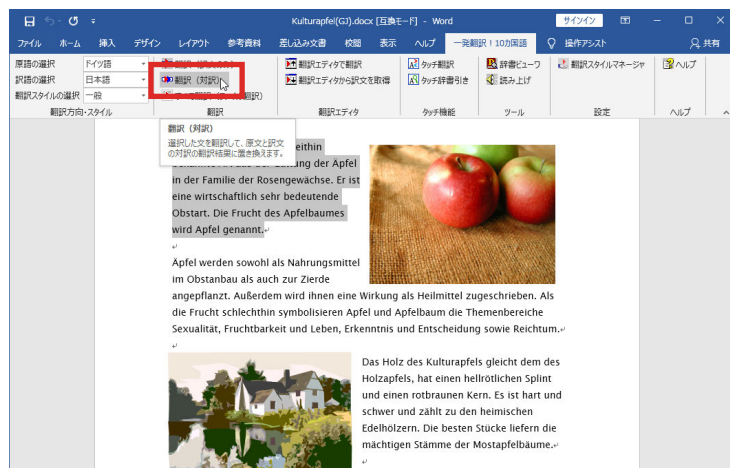 Kulturapfel(GJ).docx [互換モード] - Word
サインイン
ファイル ホーム 挿入 デザイン レイアウト 参考資料 差し込み文書 校閲 表示 ヘルプ 一発翻訳！10カ国語 操作アシスト 共有
原語の選択 ドイツ語
訳語の選択 日本語
翻訳スタイルの選択 一般
翻訳方向・スタイル
翻訳（対訳）
翻訳
翻訳エディタで翻訳
翻訳エディタから訳文を取得
翻訳エディタ
タッチ翻訳
タッチ辞書引き
タッチ機能
辞書ビューワ
読み上げ
ツール
翻訳スタイルマネージャ
設定
ヘルプ
ヘルプ
翻訳（対訳）
選択した文を翻訳して、原文と訳文
の対訳の翻訳結果に置き換えます。
in der Familie der Rosengewächse. Er ist
eine wirtschaftlich sehr bedeutende
Obstart. Die Frucht des Apfelbaumes
wird Apfel genannt.
Äpfel werden sowohl als Nahrungsmittel
im Obstanbau als auch zur Zierde
angepflanzt. Außerdem wird ihnen eine Wirkung als Heilmittel zugeschrieben. Als
die Frucht schlechthin symbolisieren Apfel und Apfelbaum die Themenbereiche
Sexualität, Fruchtbarkeit und Leben, Erkenntnis und Entscheidung sowie Reichtum.
Das Holz des Kulturapfels gleicht dem des
Holzapfels, hat einen hellrötlichen Splint
und einen rotbraunen Kern. Es ist hart und
schwer und zählt zu den heimischen
Edelhölzern. Die besten Stücke liefern die
mächtigen Stämme der Mostapfelbäume.